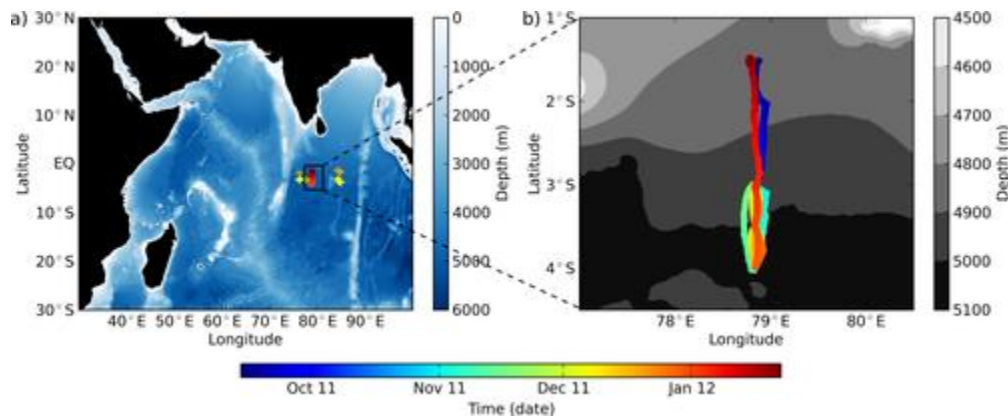 a)
30°N
20°N
10°N
EQ
10°S
20°S
30°S
Latitude
40°E 50°E 60°E 70°E 80°E 90°E
Longitude
0
1000
2000
3000
4000
5000
6000
Depth (m)
b)
1°S
2°S
3°S
4°S
Latitude
78°E 79°E 80°E
Longitude
4500
4600
4700
4800
4900
5000
5100
Depth (m)
Oct 11 Nov 11 Dec 11 Jan 12
Time (date)